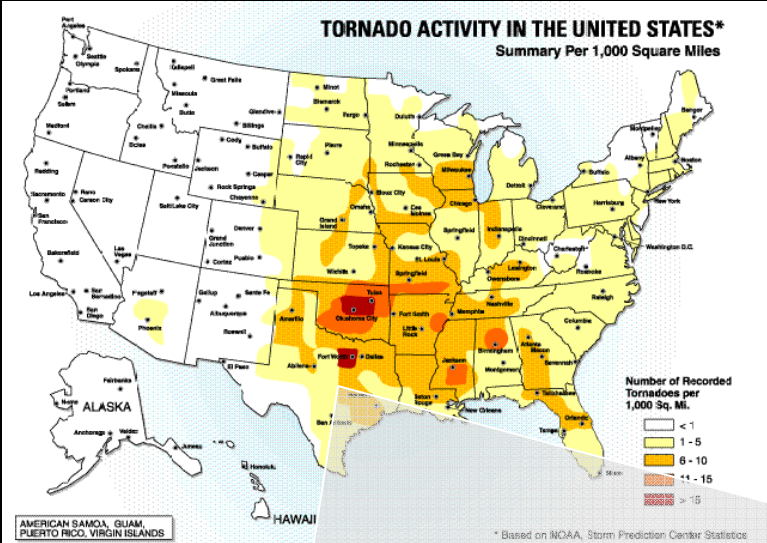 TORNADO ACTIVITY IN THE UNITED STATES*
Summary Per 1,000 Square Miles
Port Angeles
Seattle
Olympia
Spokane
Kalispell
Great Falls
Missoula
Butte
Glendive
Billings
Minot
Bismarck
Fargo
Duluth
Portland
Salem
Medford
Challis
Boise
Pocatello
Jackson
Cody
Buffalo
Rock Springs
Casper
Cheyenne
Rapid City
Pierre
Minneapolis
Rochester
Green Bay
Milwaukee
Bangor
Montpelier
Albany
Boston
Buffalo
Detroit
New York
Redding
Reno
Carson City
Sacramento
San Francisco
Salt Lake City
Grand Junction
Denver
Cortez
Pueblo
Grand Island
Omaha
Sioux City
Des Moines
Chicago
Cleveland
Harrisburg
Washington D.C.
Bakersfield
Las Vegas
Topeka
Kansas City
Springfield
Indianapolis
Cincinnati
Charleston
Roanoke
St. Louis
Wichita
Springfield
Lexington
Owensboro
Los Angeles
San Bernardino
San Diego
Flagstaff
Phoenix
Gallup
Santa Fe
Albuquerque
Roswell
Amarillo
Tulsa
Oklahoma City
Fort Smith
Little Rock
Memphis
Nashville
Raleigh
Columbia
El Paso
Abilene
Fort Worth
Dallas
Jackson
Birmingham
Montgomery
Atlanta
Macon
Savannah
Baton Rouge
New Orleans
Tallahassee
Orlando
Tampa
Fairbanks
Nome
ALASKA
Anchorage
Valdez
Juneau
Honolulu
HAWAII
Number of Recorded
Tornadoes per
1,000 Sq. Mi.
< 1
1 - 5
6 - 10
11 - 15
> 15
AMERICAN SAMOA, GUAM,
PUERTO RICO, VIRGIN ISLANDS
* Based on NOAA, Storm Prediction Center Statistics